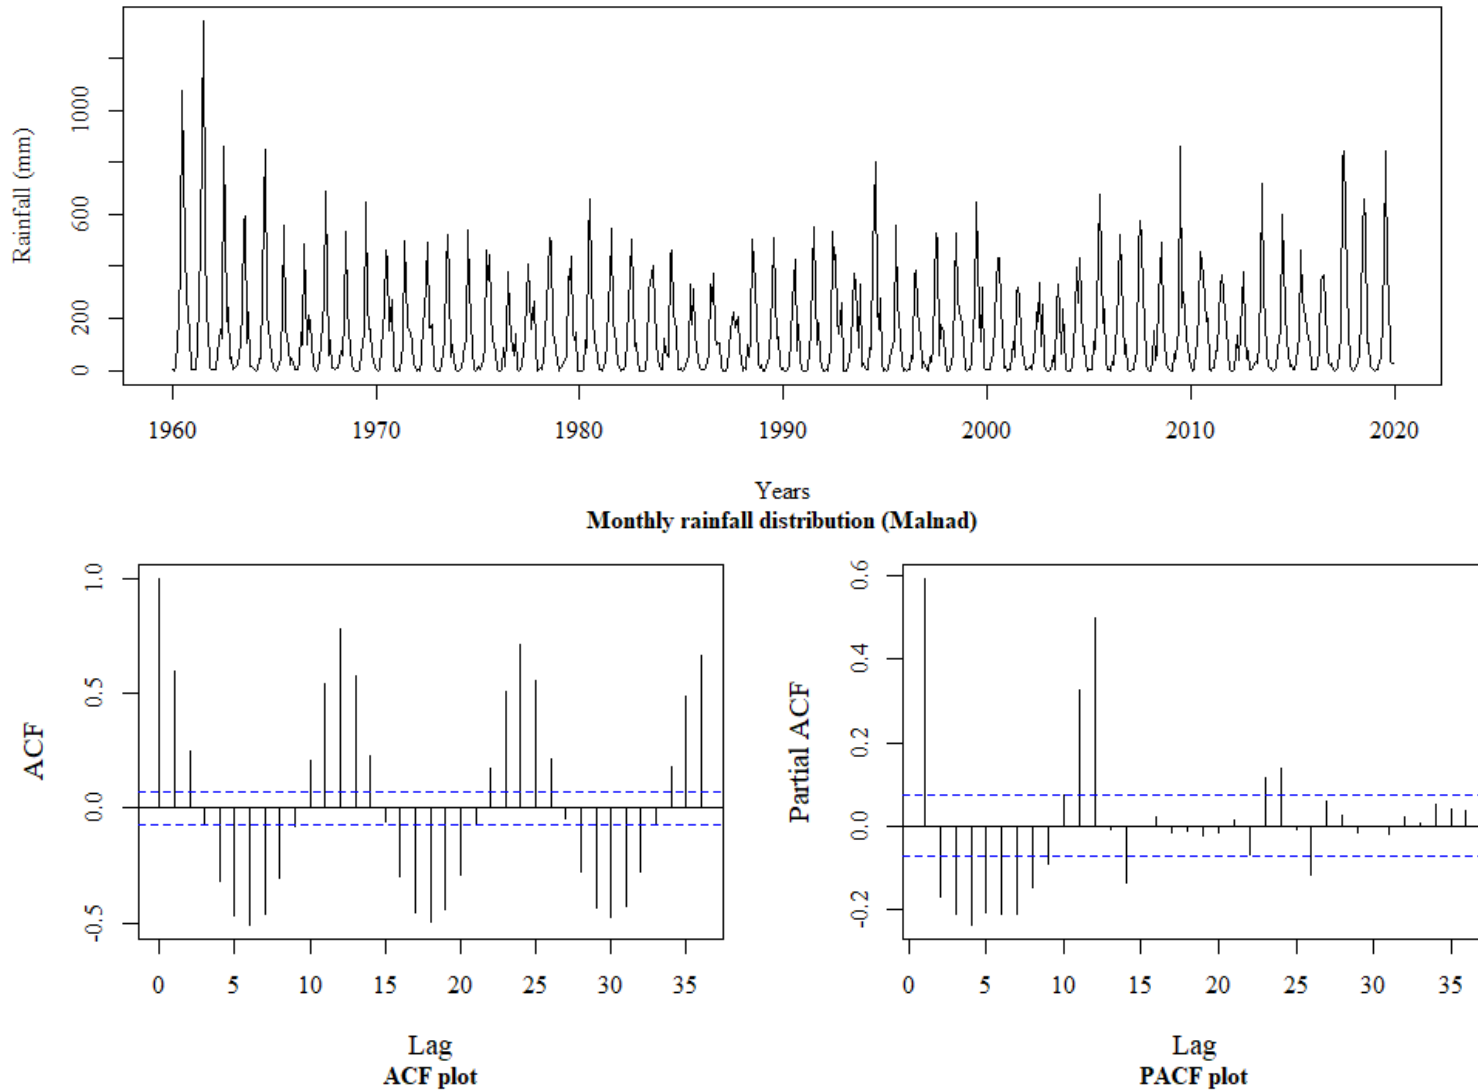 Rainfall (mm)
1000
600
200
0
1960 1970 1980 1990 2000 2010 2020
Years
Monthly rainfall distribution (Malnad)
ACF
1.0
0.5
0.0
-0.5
0 5 10 15 20 25 30 35
Lag
ACF plot
Partial ACF
0.6
0.4
0.2
0.0
-0.2
0 5 10 15 20 25 30 35
Lag
PACF plot